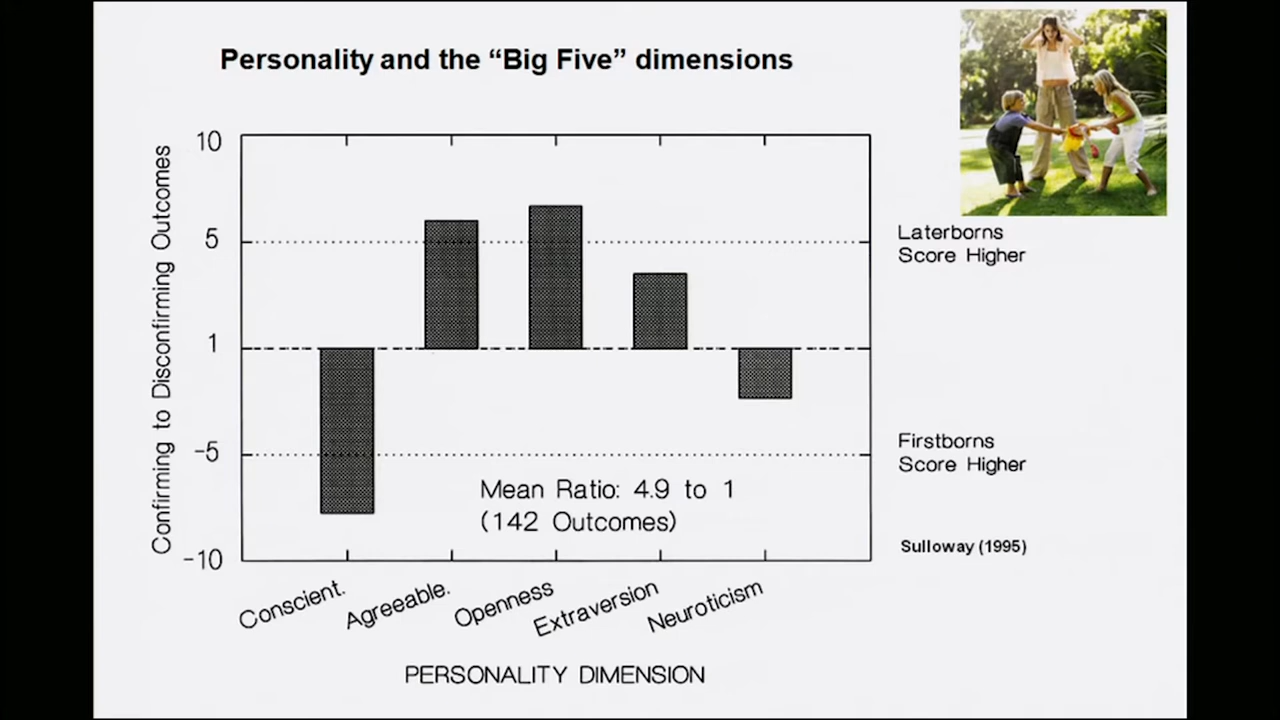 Personality and the “Big Five” dimensions
Confirming to Disconfirming Outcomes
10
5
1
-5
-10
Laterborns
Score Higher
Firstborns
Score Higher
Mean Ratio: 4.9 to 1
(142 Outcomes)
Sulloway (1995)
Conscient.
Agreeable.
Openness
Extraversion
Neuroticism
PERSONALITY DIMENSION